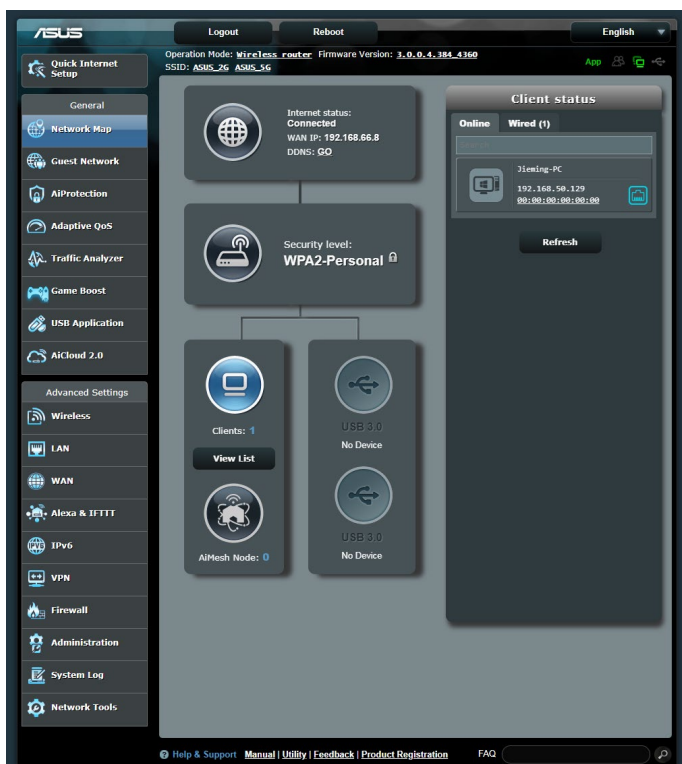 ASUS
Logout
Reboot
English
Quick Internet
Setup
Operation Mode: Wireless router Firmware Version: 3.0.0.4.384_4360
SSID: ASUS_2G ASUS_5G
App
General
Network Map
Guest Network
AiProtection
Adaptive QoS
Traffic Analyzer
Game Boost
USB Application
AiCloud 2.0
Advanced Settings
Wireless
LAN
WAN
Alexa & IFTTT
IPv6
VPN
Firewall
Administration
System Log
Network Tools
Internet status:
Connected
WAN IP: 192.168.66.8
DDNS: GO
Security level:
WPA2-Personal
Clients: 1
View List
AiMesh Node: 0
USB 3.0
No Device
USB 3.0
No Device
Client status
Online Wired (1)
Search
Jieming-PC
192.168.50.129
00:00:00:00:00:00
Refresh
Help & Support Manual | Utility | Feedback | Product Registration FAQ